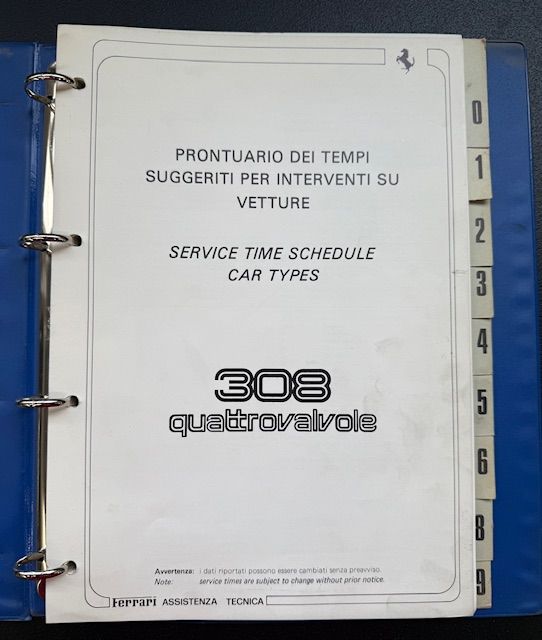 PRONTUARIO DEI TEMPI
SUGGERITI PER INTERVENTI SU
VETTURE
SERVICE TIME SCHEDULE
CAR TYPES
308
quattrovalvole
Avvertenza: i dati riportati possono essere cambiati senza preavviso.
Note: service times are subject to change without prior notice.
Ferrari ASSISTENZA TECNICA
0
1
2
3
4
5
6
8
9